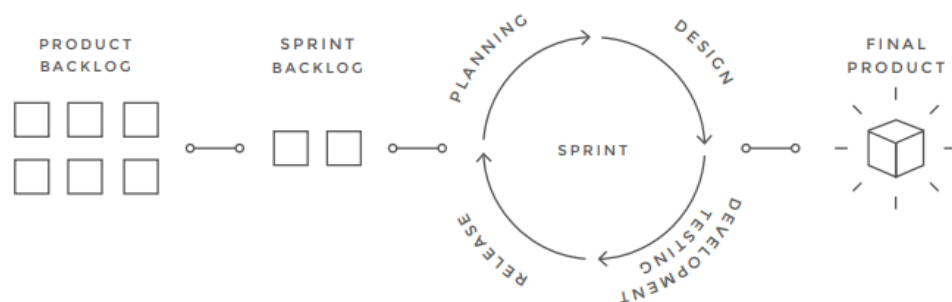 PRODUCT
BACKLOG
SPRINT
BACKLOG
PLANNING
DESIGN
SPRINT
DEVELOPMENT
TESTING
RELEASE
FINAL
PRODUCT